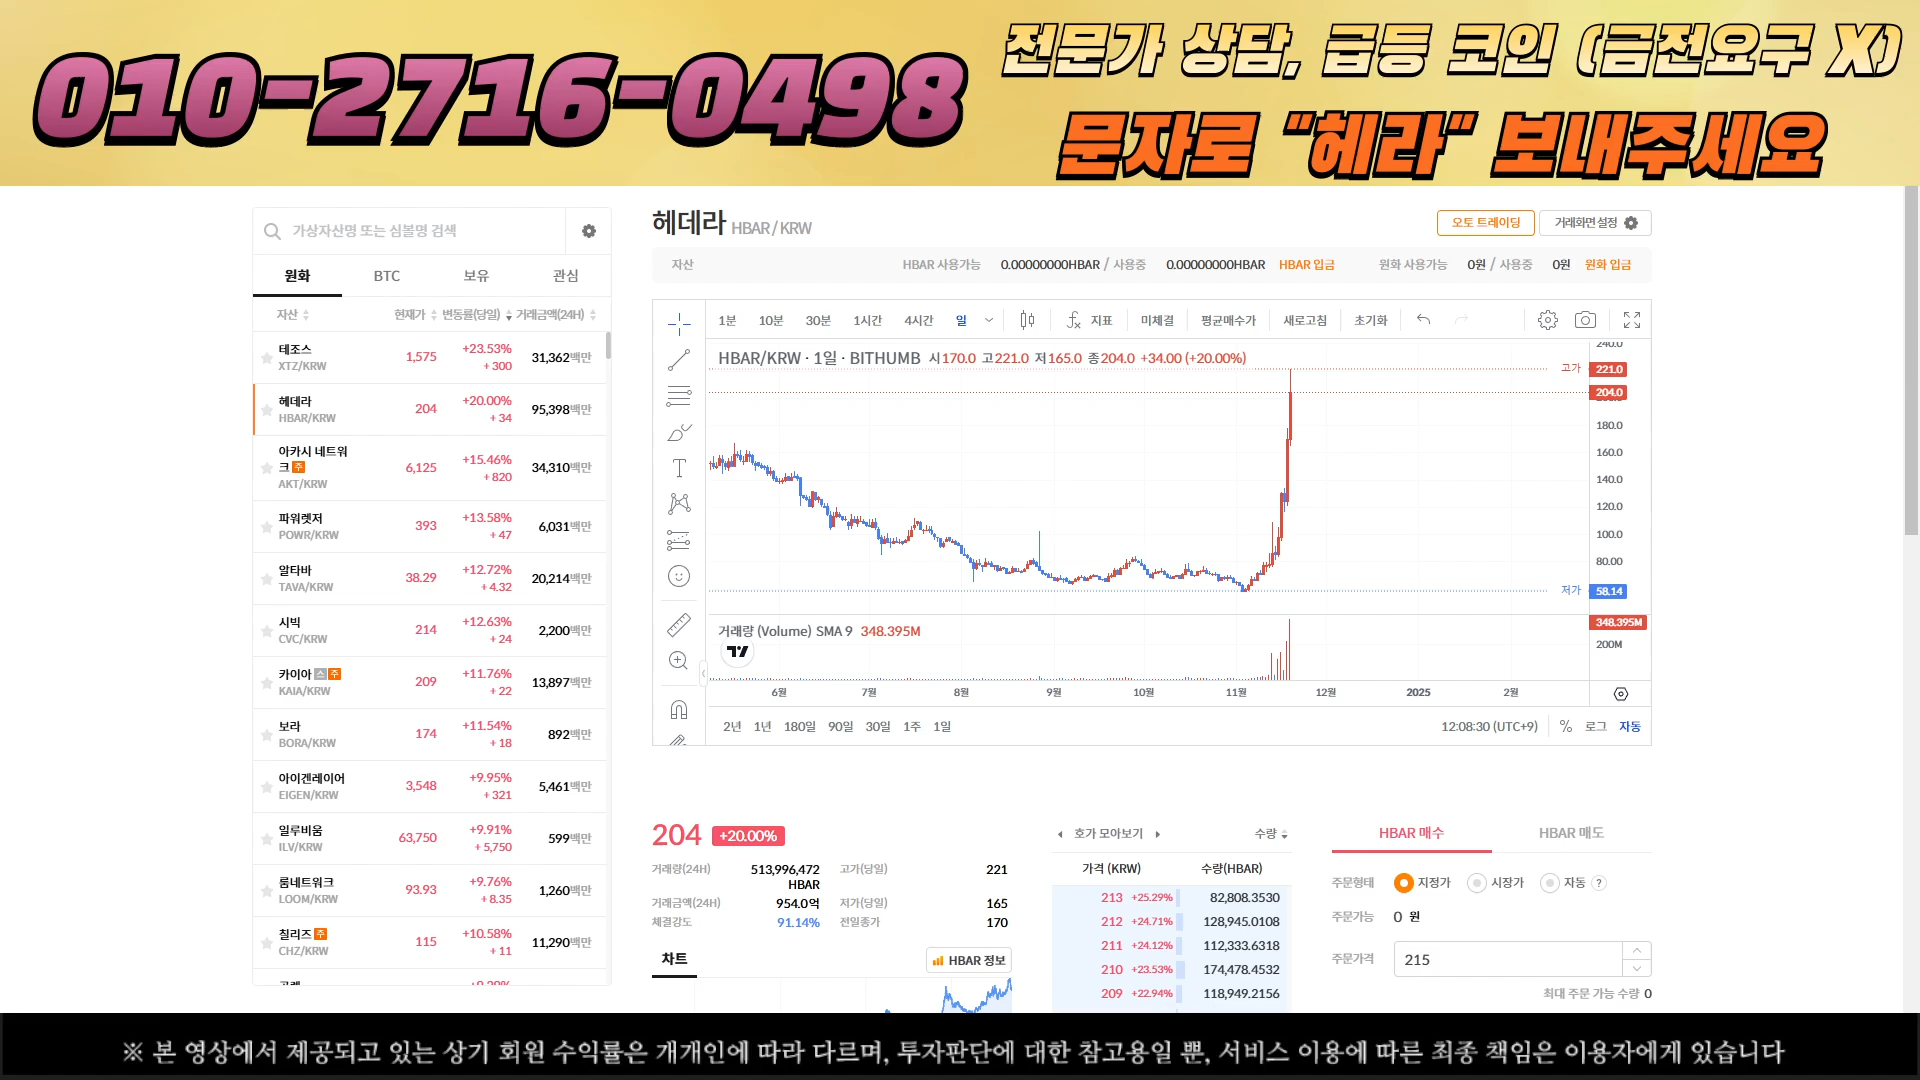 010-2716-0498
전문가 상담, 급등 코인 (금전요구 X)
문자로 "헤라" 보내주세요
가상자산명 또는 심볼명 검색
원화 BTC 보유 관심
자산 현재가 변동률(당일) 거래금액(24H)
테조스 1,575 +23.53% 31,362백만
XTZ/KRW +300
헤데라 204 +20.00% 95,398백만
HBAR/KRW +34
아카시 네트워
크 주 6,125 +15.46% 34,310백만
AKT/KRW +820
파워렛저 393 +13.58% 6,031백만
POWR/KRW +47
알타바 38.29 +12.72% 20,214백만
TAVA/KRW +4.32
시빅 214 +12.63% 2,200백만
CVC/KRW +24
카이아 스 주 209 +11.76% 13,897백만
KAIA/KRW +22
보라 174 +11.54% 892백만
BORA/KRW +18
아이겐레이어 3,548 +9.95% 5,461백만
EIGEN/KRW +321
일루비움 63,750 +9.91% 599백만
ILV/KRW +5,750
룸네트워크 93.93 +9.76% 1,260백만
LOOM/KRW +8.35
칠리즈 주 115 +10.58% 11,290백만
CHZ/KRW +11
헤데라 HBAR/KRW
오토 트레이딩 거래화면 설정
자산 HBAR 사용가능 0.00000000HBAR / 사용중 0.00000000HBAR HBAR 입금 원화 사용가능 0원 / 사용중 0원 원화 입금
1분 10분 30분 1시간 4시간 일 지표 미체결 평균매수가 새로고침 초기화
HBAR/KRW · 1일 · BITHUMB 시170.0 고221.0 저165.0 종204.0 +34.00 (+20.00%)
240.0
고가 221.0
204.0
180.0
160.0
140.0
120.0
100.0
80.00
저가 58.14
거래량 (Volume) SMA 9 348.395M
348.395M
200M
6월 7월 8월 9월 10월 11월 12월 2025 2월
2년 1년 180일 90일 30일 1주 1일 12:08:30 (UTC+9) % 로그 자동
204 +20.00%
거래량(24H) 513,996,472 HBAR 고가(당일) 221
거래금액(24H) 954.0억 저가(당일) 165
체결강도 91.14% 전일종가 170
차트 HBAR 정보
호가 모아보기 수량
가격 (KRW) 수량(HBAR)
213 +25.29% 82,808.3530
212 +24.71% 128,945.0108
211 +24.12% 112,333.6318
210 +23.53% 174,478.4532
209 +22.94% 118,949.2156
HBAR 매수 HBAR 매도
주문형태 지정가 시장가 자동 ?
주문가능 0 원
주문가격 215
최대 주문 가능 수량 0
※ 본 영상에서 제공되고 있는 상기 회원 수익률은 개개인에 따라 다르며, 투자판단에 대한 참고용일 뿐, 서비스 이용에 따른 최종 책임은 이용자에게 있습니다